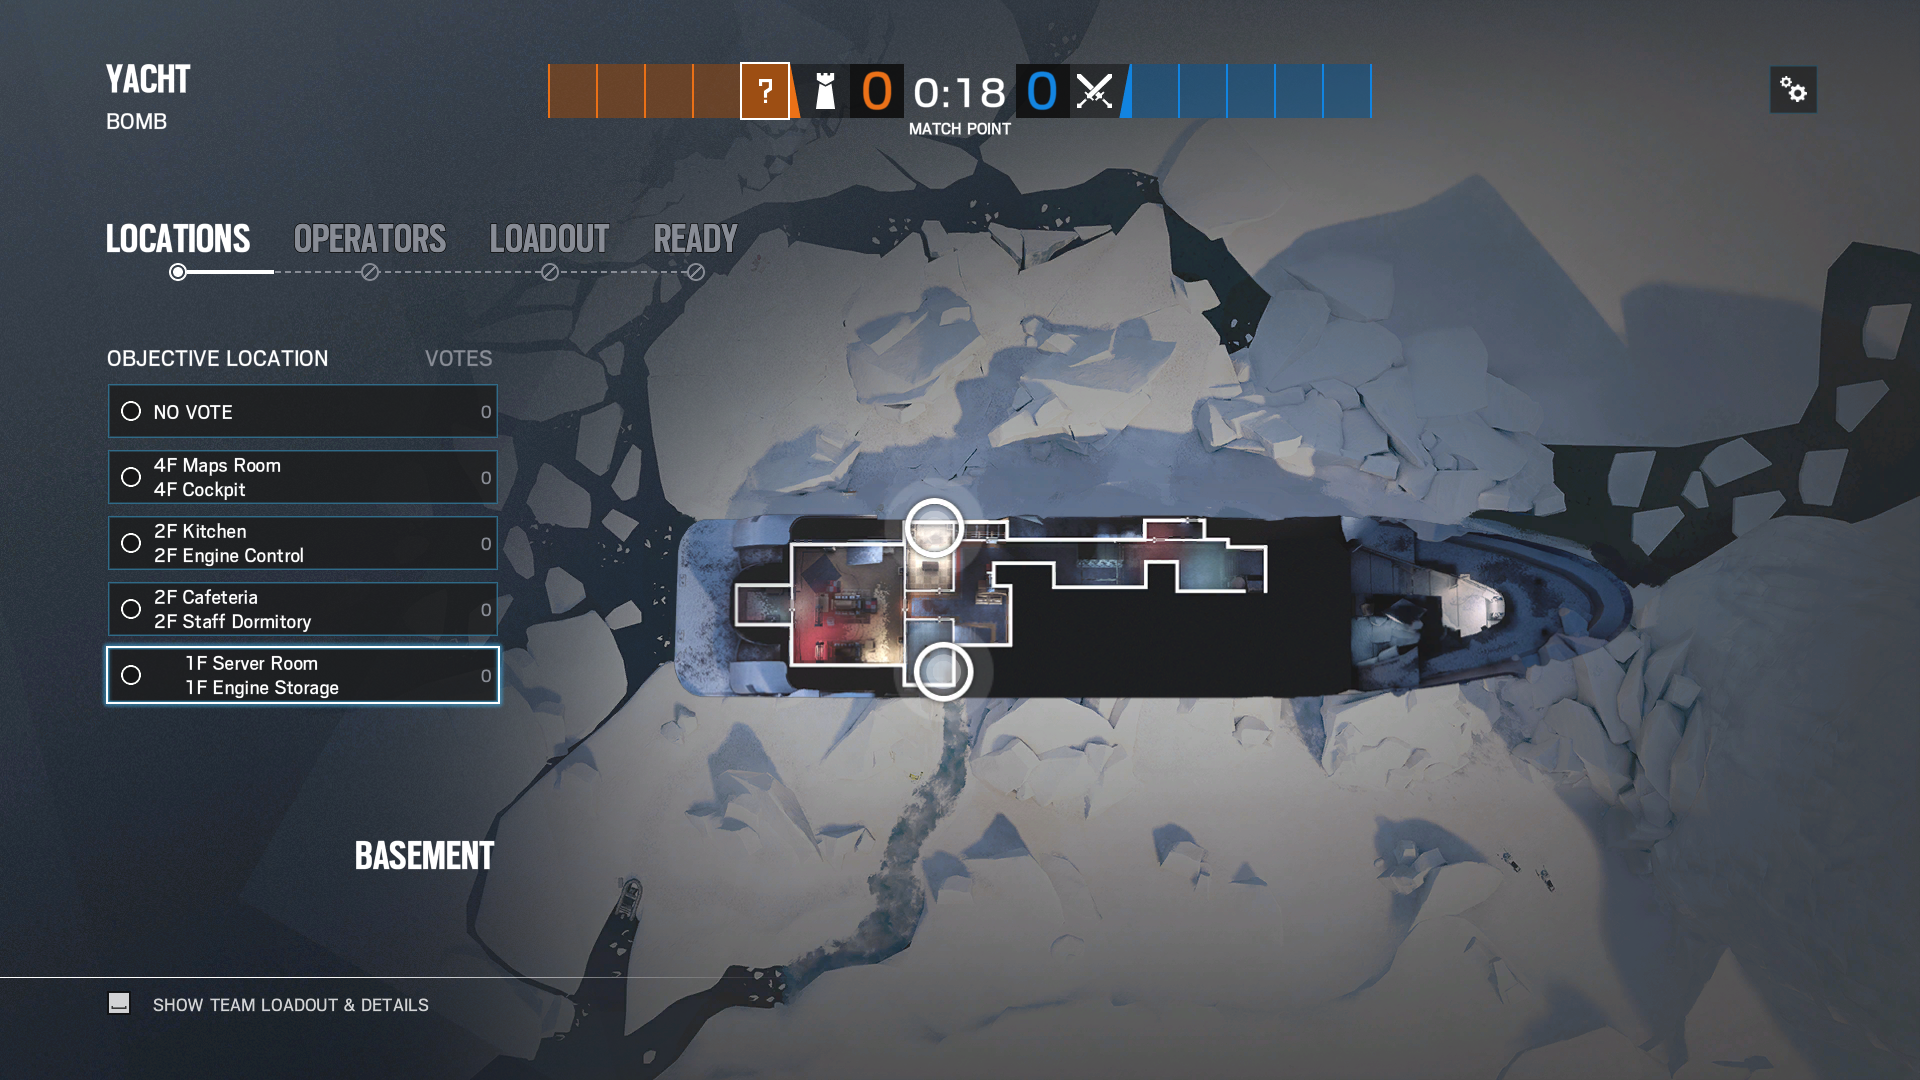 YACHT
BOMB
?
0
0:18
0
MATCH POINT
LOCATIONS
OPERATORS
LOADOUT
READY
OBJECTIVE LOCATION
VOTES
NO VOTE
0
4F Maps Room
4F Cockpit
0
2F Kitchen
2F Engine Control
0
2F Cafeteria
2F Staff Dormitory
0
1F Server Room
1F Engine Storage
0
BASEMENT
SHOW TEAM LOADOUT & DETAILS